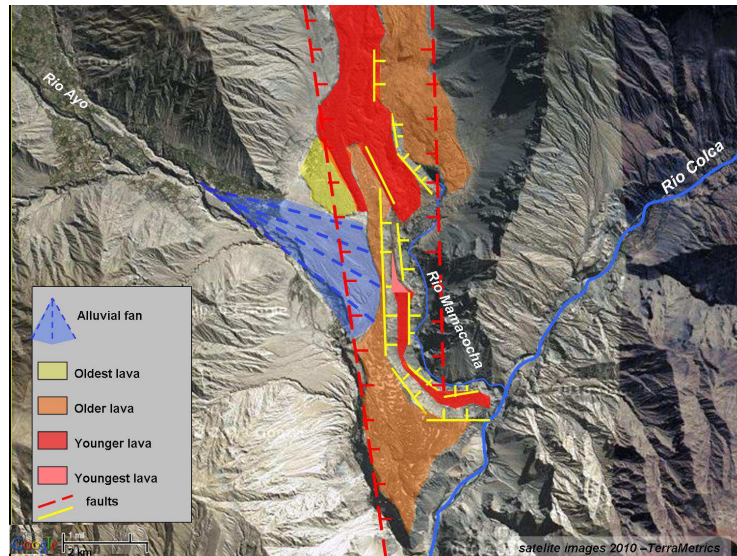 Rio Ayo
Rio Colca
Rio Mamacocha
Alluvial fan
Oldest lava
Older lava
Younger lava
Youngest lava
faults
Google
1 mi
2 km
satelite images 2010 –TerraMetrics